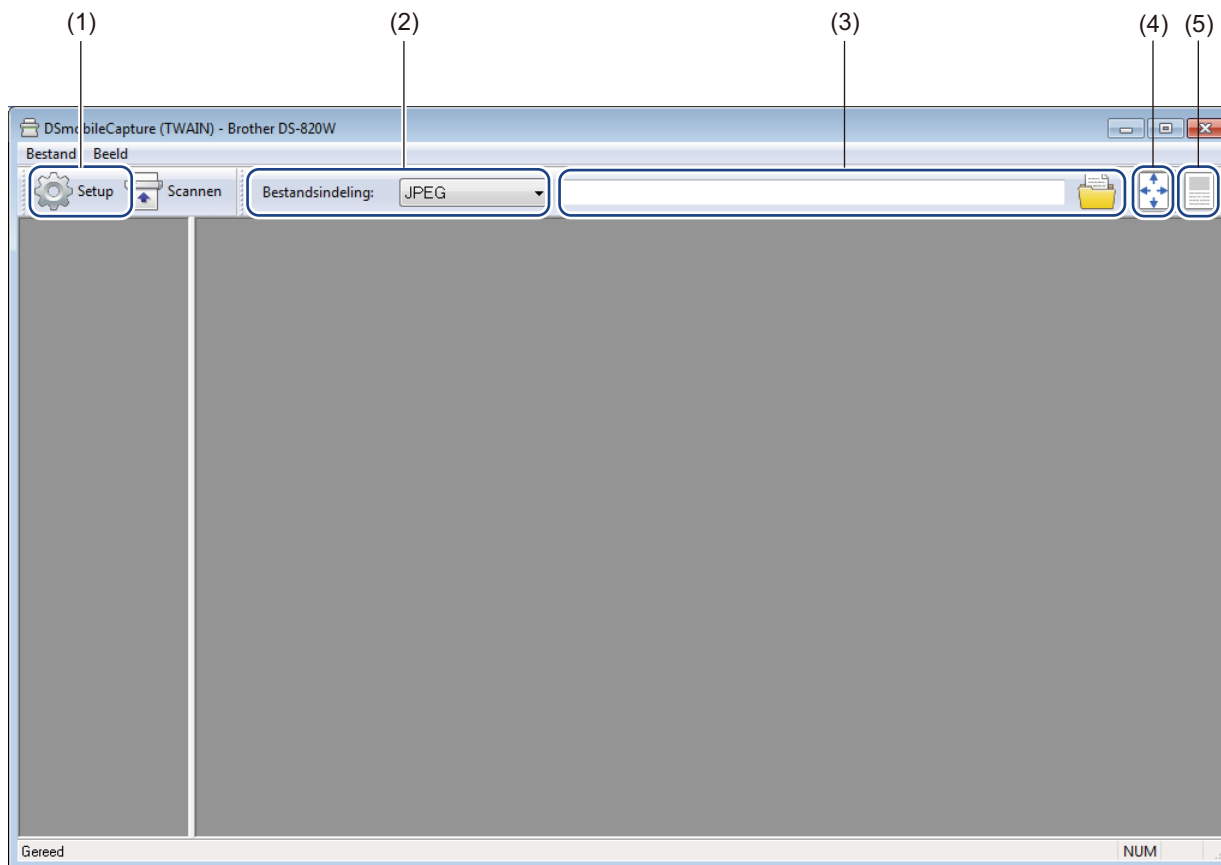 (1) (2) (3) (4) (5)
DSmobileCapture (TWAIN) - Brother DS-820W
Bestand Beeld
Setup Scannen Bestandsindeling: JPEG
Gereed NUM